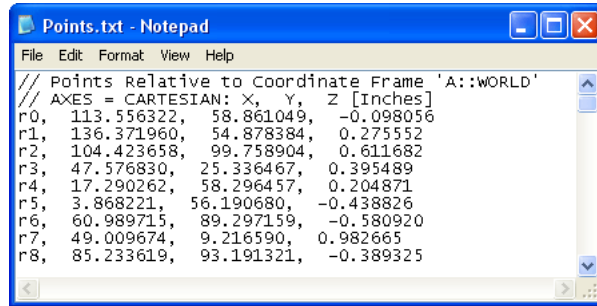 Points.txt - Notepad
File Edit Format View Help
// Points Relative to Coordinate Frame 'A::WORLD'
// AXES = CARTESIAN: X, Y, Z [Inches]
r0, 113.556322, 58.861049, -0.098056
r1, 136.371960, 54.878384, 0.275552
r2, 104.423658, 99.758904, 0.611682
r3, 47.576830, 25.336467, 0.395489
r4, 17.290262, 58.296457, 0.204871
r5, 3.868221, 56.190680, -0.438826
r6, 60.989715, 89.297159, -0.580920
r7, 49.009674, 9.216590, 0.982665
r8, 85.233619, 93.191321, -0.389325